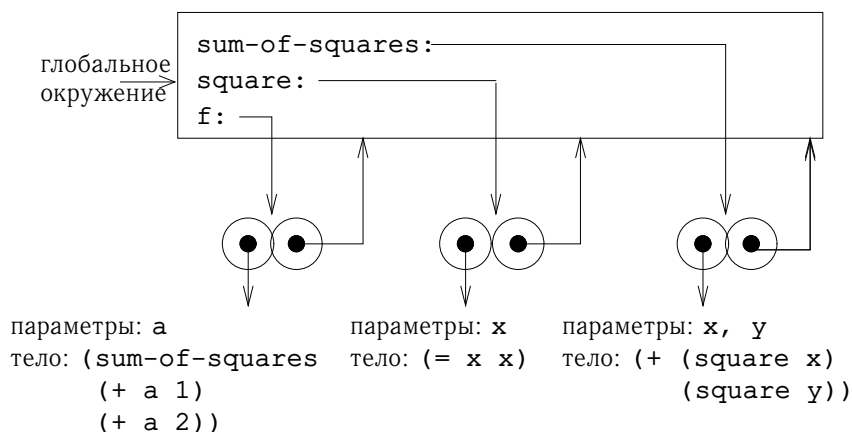 sum-of-squares:
глобальное
окружение
square:
f:
параметры: a
тело: (sum-of-squares
(+ a 1)
(+ a 2))
параметры: x
тело: (= x x)
параметры: x, y
тело: (+ (square x)
(square y))